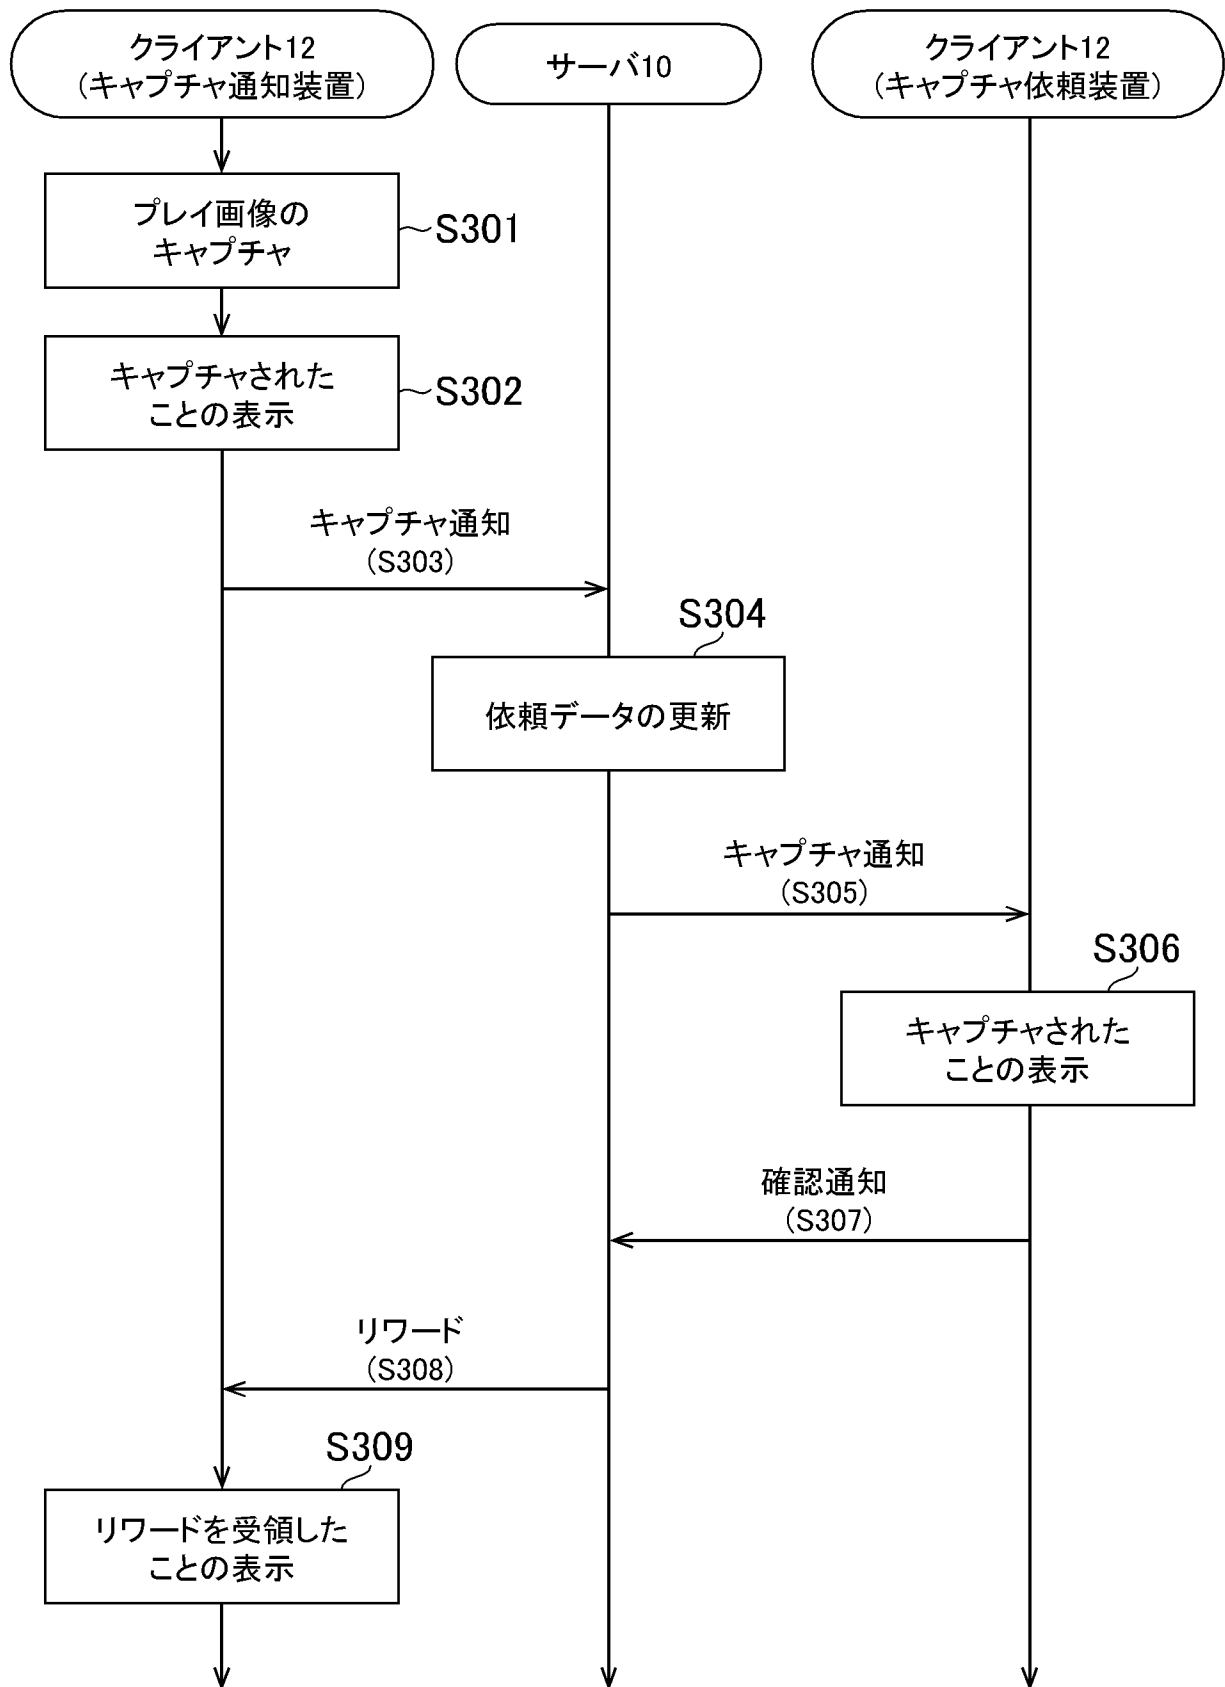 クライアント12
(キャプチャ通知装置)
サーバ10
クライアント12
(キャプチャ依頼装置)
プレイ画像の
キャプチャ
S301
キャプチャされた
ことの表示
S302
キャプチャ通知
(S303)
S304
依頼データの更新
キャプチャ通知
(S305)
S306
キャプチャされた
ことの表示
確認通知
(S307)
リワード
(S308)
S309
リワードを受領した
ことの表示